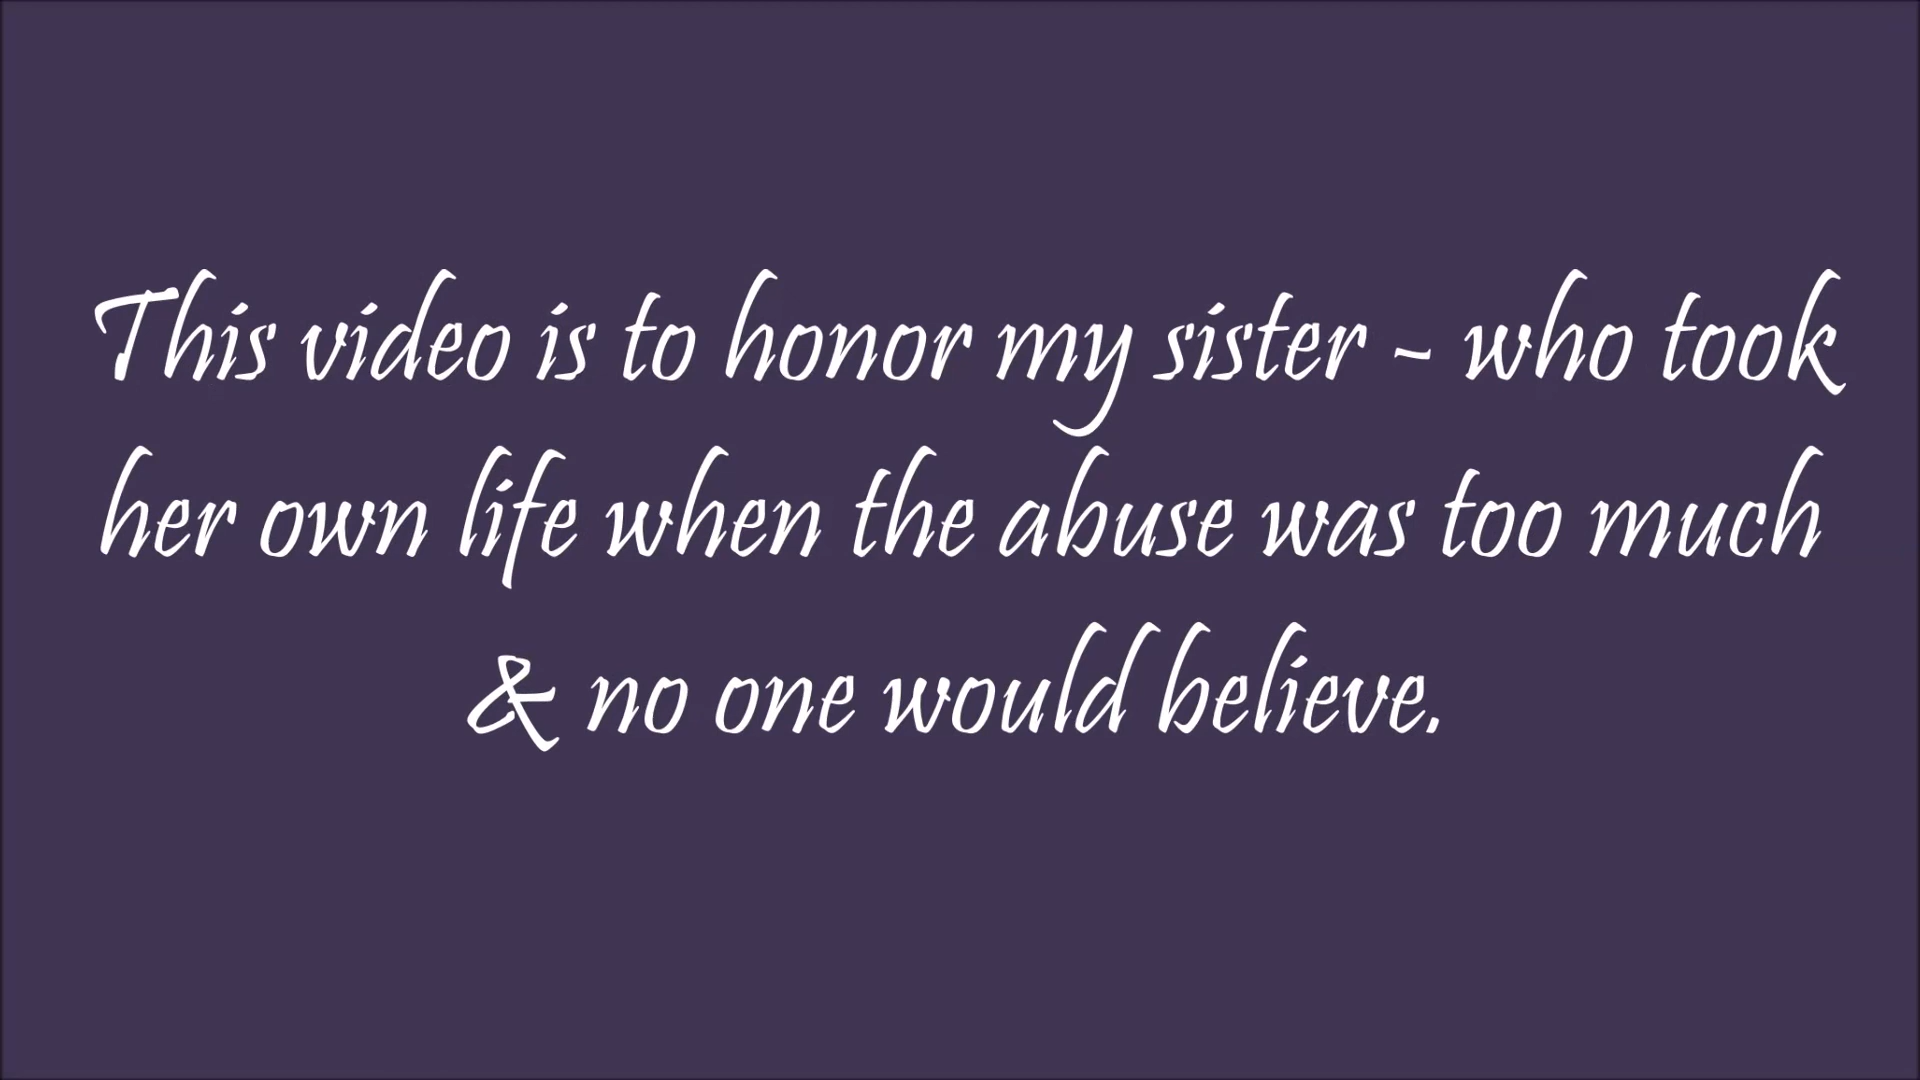 This video is to honor my sister - who took
her own life when the abuse was too much
& no one would believe.